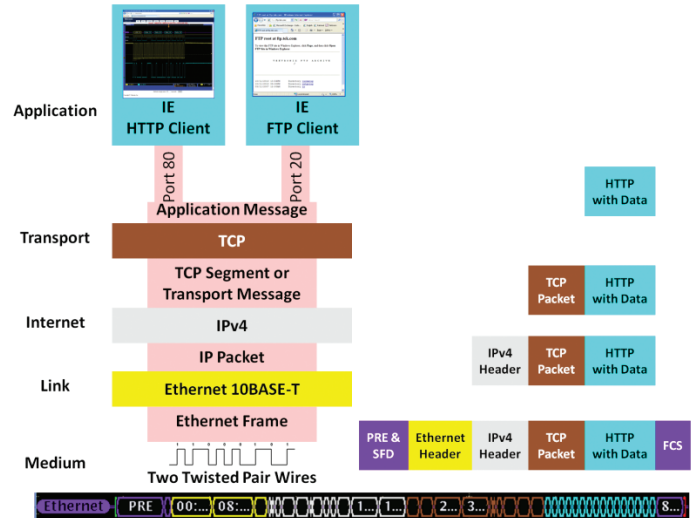 IE
HTTP Client
IE
FTP Client
Application
Port 80
Port 20
HTTP
with Data
Application Message
Transport
TCP
TCP Segment or
Transport Message
TCP
Packet
HTTP
with Data
Internet
IPv4
IP Packet
IPv4
Header
TCP
Packet
HTTP
with Data
Link
Ethernet 10BASE-T
Ethernet Frame
PRE &
SFD
Ethernet
Header
IPv4
Header
TCP
Packet
HTTP
with Data
FCS
Medium
Two Twisted Pair Wires
Ethernet PRE 00:... 08:... 1... 1... 2... 3... 8...